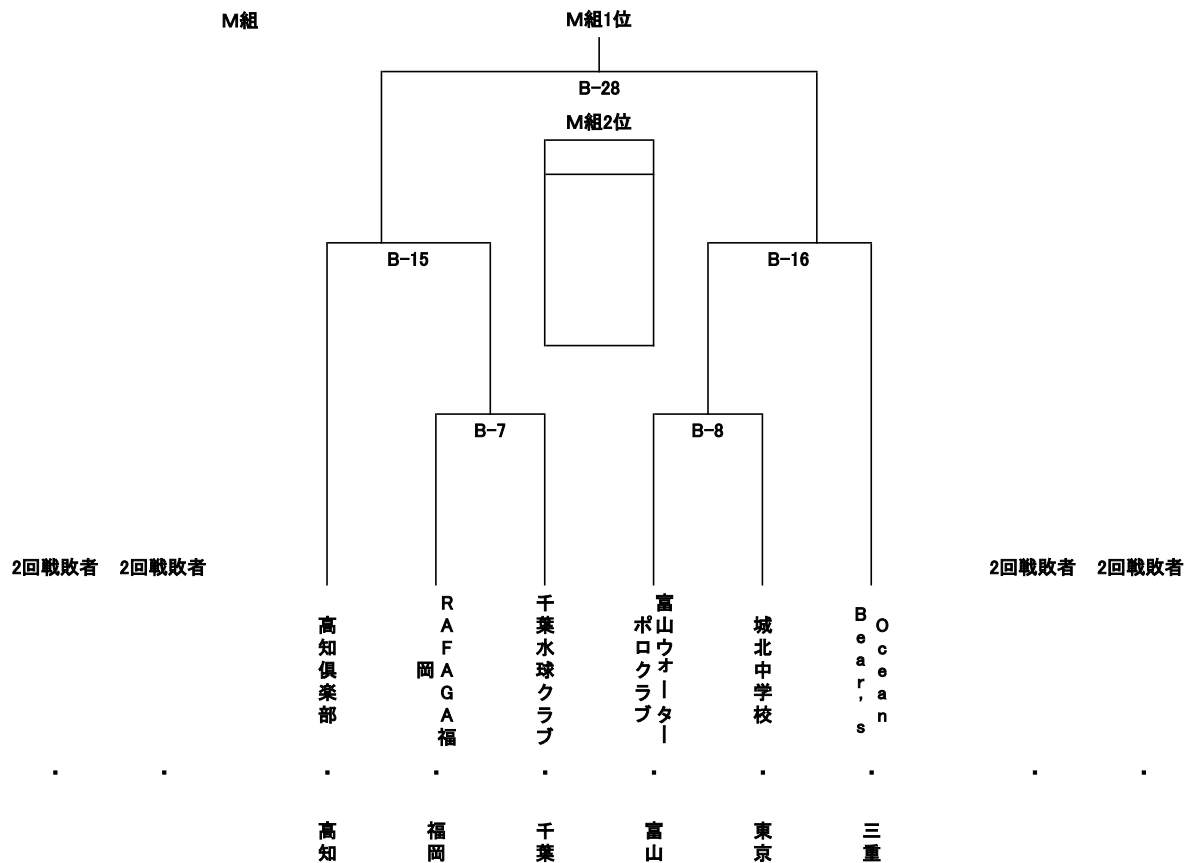 M組
M組1位
B-28
M組2位
B-15
B-16
B-7
B-8
2回戦敗者
2回戦敗者
2回戦敗者
2回戦敗者
高知倶楽部
RAFAGA福
岡
千葉水球クラブ
富山ウォーター
ポロクラブ
城北中学校
Ocean
Bear's
・
・
・
・
・
・
・
・
・
・
高知
福岡
千葉
富山
東京
三重